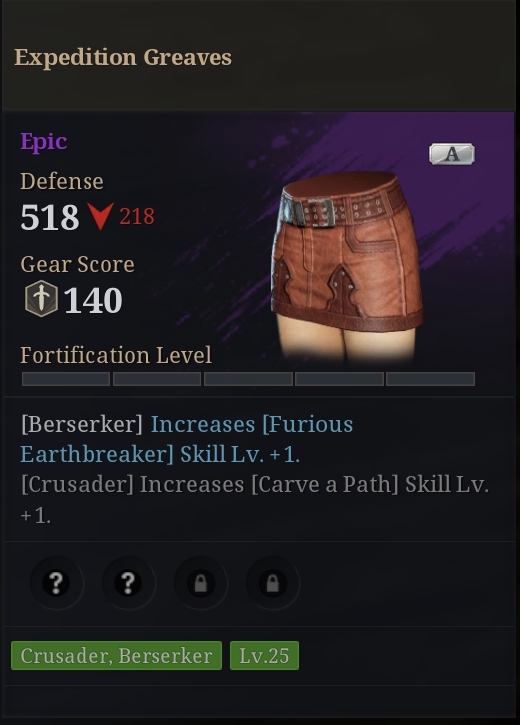 Expedition Greaves
Epic
A
Defense
518 218
Gear Score
140
Fortification Level
[Berserker] Increases [Furious
Earthbreaker] Skill Lv. +1.
[Crusader] Increases [Carve a Path] Skill Lv.
+1.
? ?
Crusader, Berserker Lv.25